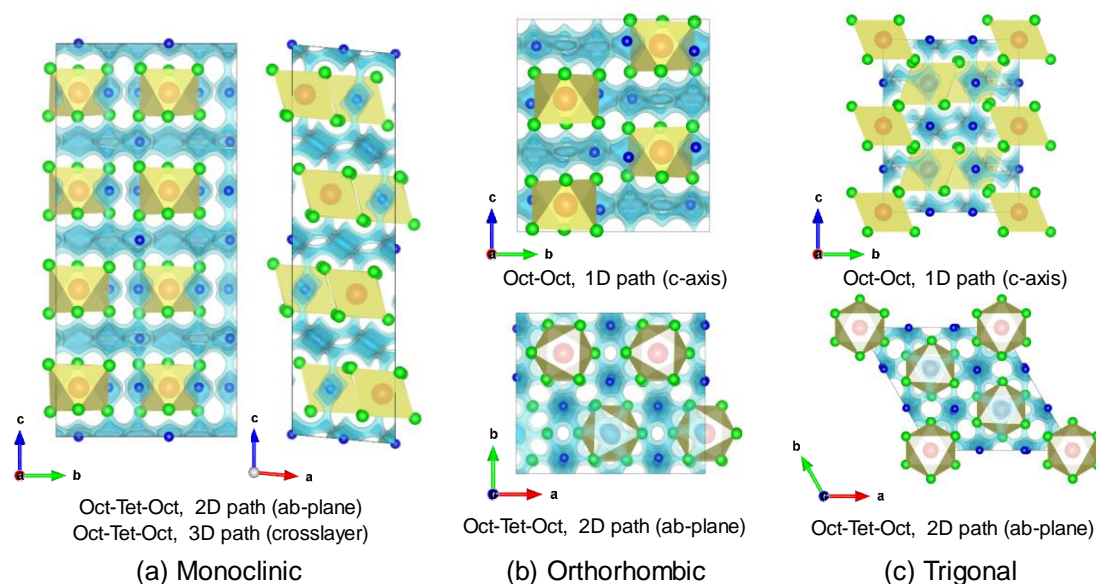 c
a
b
c
a
Oct-Tet-Oct, 2D path (ab-plane)
Oct-Tet-Oct, 3D path (crosslayer)
(a) Monoclinic
c
a
b
Oct-Oct, 1D path (c-axis)
b
c
a
Oct-Tet-Oct, 2D path (ab-plane)
(b) Orthorhombic
c
a
b
Oct-Oct, 1D path (c-axis)
b
c
a
Oct-Tet-Oct, 2D path (ab-plane)
(c) Trigonal